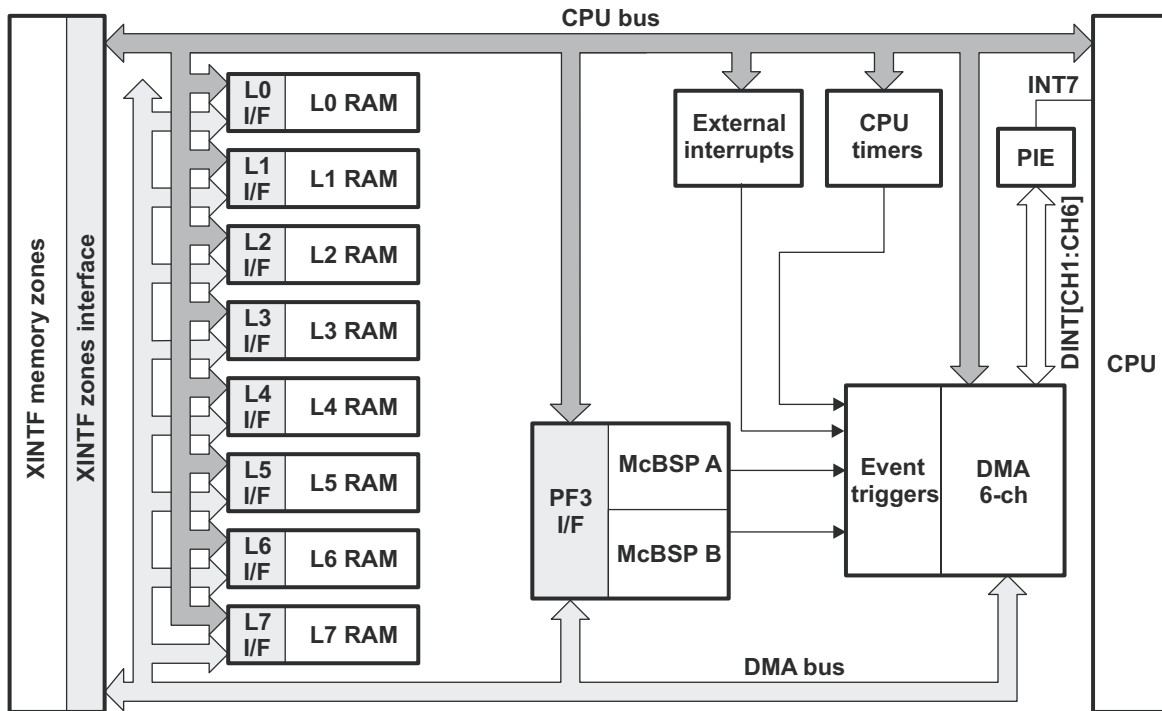 CPU bus
XINTF memory zones
XINTF zones interface
L0
I/F
L0 RAM
L1
I/F
L1 RAM
L2
I/F
L2 RAM
L3
I/F
L3 RAM
L4
I/F
L4 RAM
L5
I/F
L5 RAM
L6
I/F
L6 RAM
L7
I/F
L7 RAM
External
interrupts
CPU
timers
INT7
PIE
DINT[CH1:CH6]
CPU
PF3
I/F
McBSP A
McBSP B
Event
triggers
DMA
6-ch
DMA bus